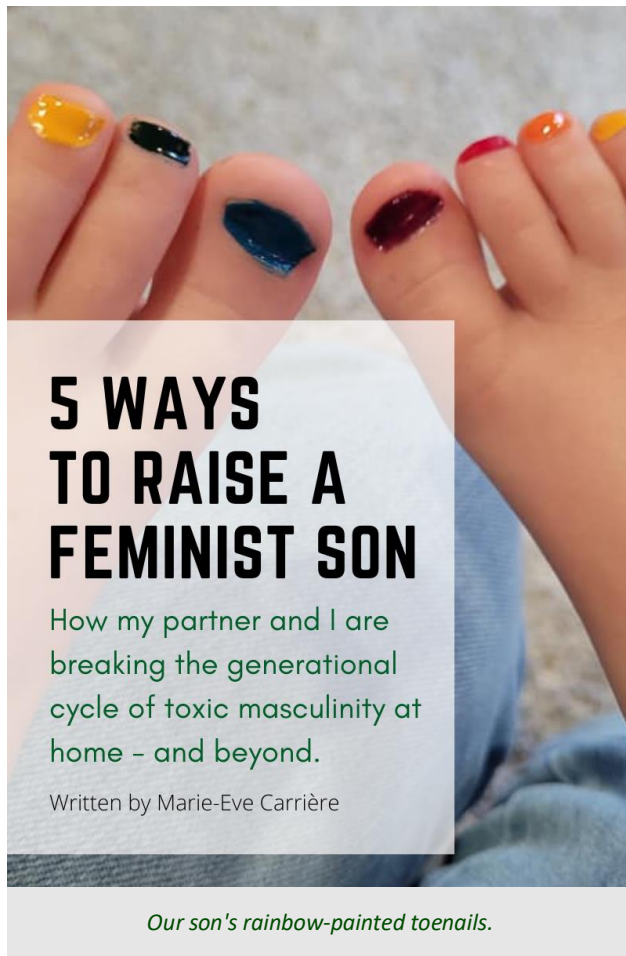 5 WAYS
TO RAISE A
FEMINIST SON
How my partner and I are
breaking the generational
cycle of toxic masculinity at
home – and beyond.
Written by Marie-Eve Carrière
Our son's rainbow-painted toenails.